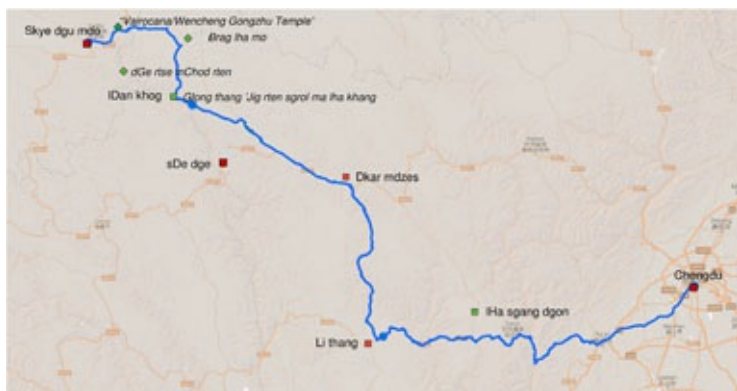 "Vairocana/Wencheng Gongzhu Temple"
Skye dgu mdo
Brag lha mo
dGe rtse mChod rten
lDan khog
Glong thang 'Jig rten sgrol ma lha khang
sDe dge
Dkar mdzes
Chengdu
lHa sgang dgon
Li thang